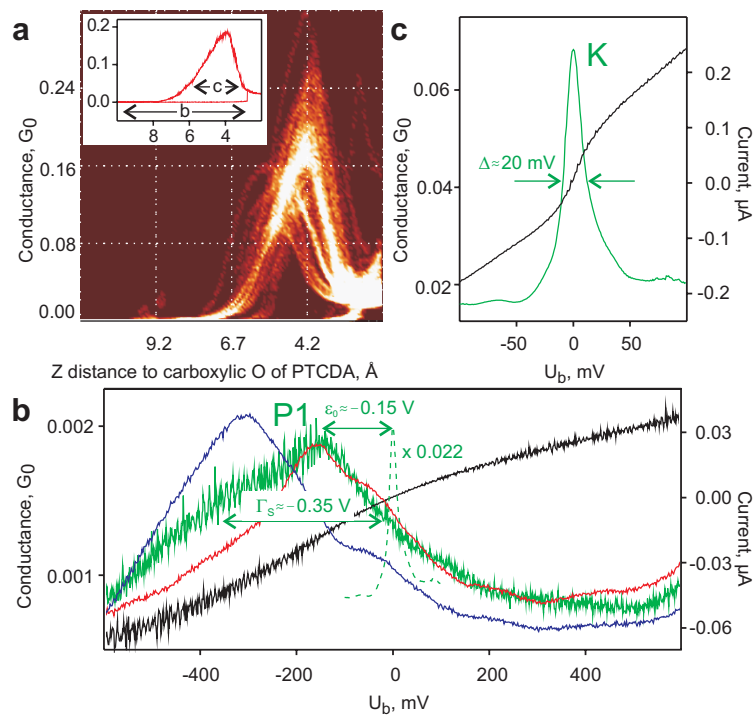 a
Conductance, G0
0.24
0.16
0.08
0.00
0.2
0.1
0.0
c
b
8 6 4
9.2 6.7 4.2
Z distance to carboxylic O of PTCDA, Å
c
K
Δ≈20 mV
Conductance, G0
0.06
0.04
0.02
0.2
0.1
0.0
-0.1
-0.2
Current, µA
-50 0 50
Ub, mV
b
P1
ε0≈-0.15 V
x 0.022
ΓS≈-0.35 V
Conductance, G0
0.002
0.001
0.03
0.00
-0.03
-0.06
Current, µA
-400 -200 0 200 400
Ub, mV